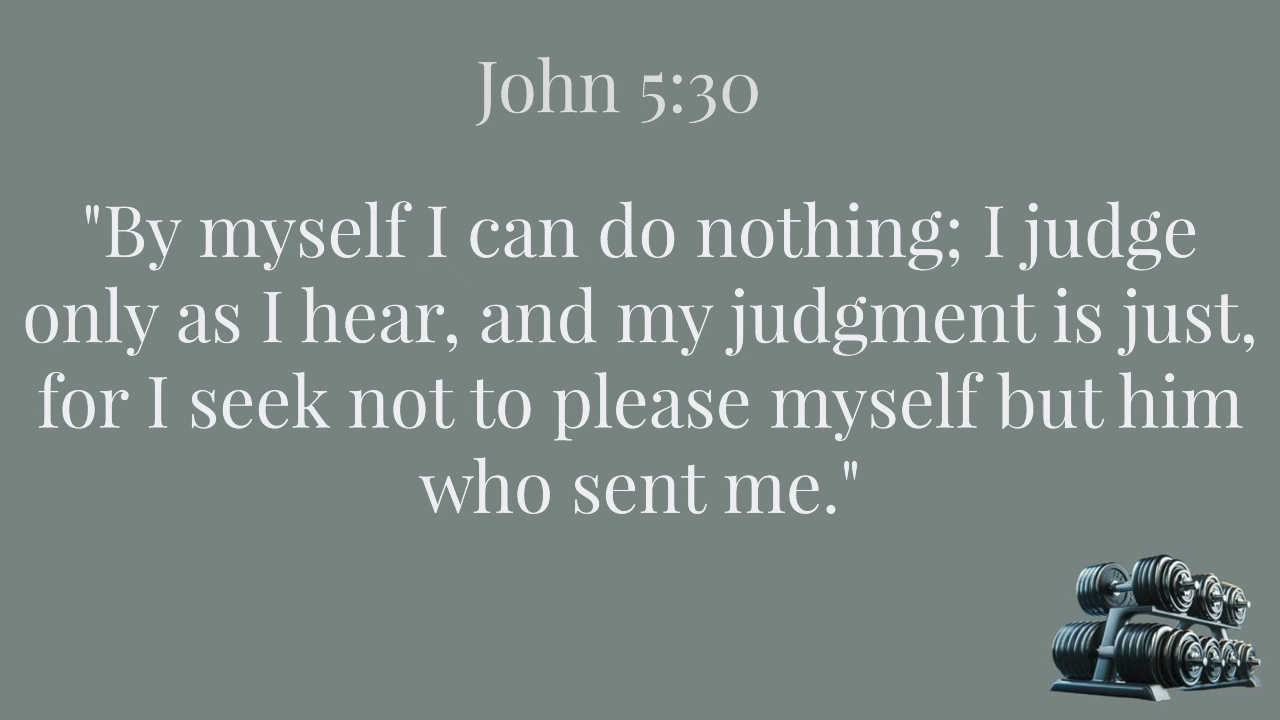 John 5:30
"By myself I can do nothing; I judge
only as I hear, and my judgment is just,
for I seek not to please myself but him
who sent me."